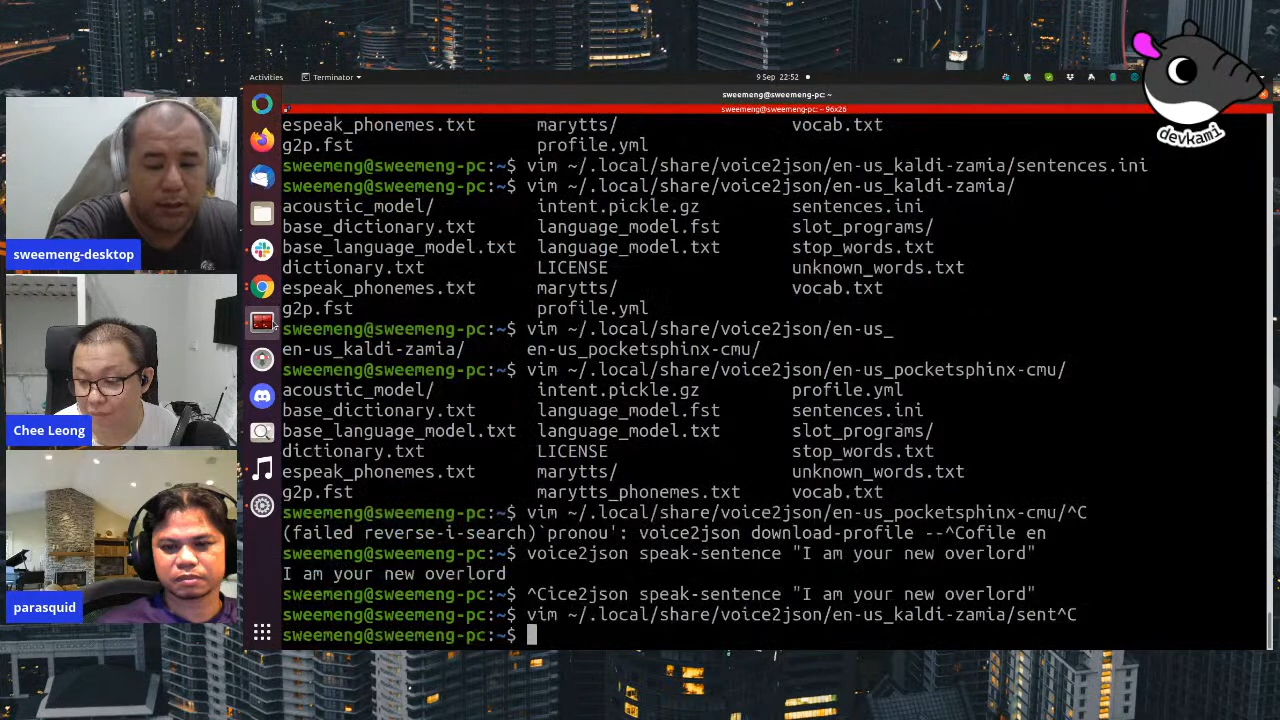 Activities
Terminator
9 Sep 22:52
sweemeng@sweemeng-pc: ~
sweemeng@sweemeng-pc: ~ 96x26
espeak_phonemes.txt marytts/ vocab.txt
g2p.fst profile.yml
sweemeng@sweemeng-pc:~$ vim ~/.local/share/voice2json/en-us_kaldi-zamia/sentences.ini
sweemeng@sweemeng-pc:~$ vim ~/.local/share/voice2json/en-us_kaldi-zamia/
acoustic_model/ intent.pickle.gz sentences.ini
base_dictionary.txt language_model.fst slot_programs/
base_language_model.txt language_model.txt stop_words.txt
dictionary.txt LICENSE unknown_words.txt
espeak_phonemes.txt marytts/ vocab.txt
g2p.fst profile.yml
sweemeng@sweemeng-pc:~$ vim ~/.local/share/voice2json/en-us_
en-us_kaldi-zamia/ en-us_pocketsphinx-cmu/
sweemeng@sweemeng-pc:~$ vim ~/.local/share/voice2json/en-us_pocketsphinx-cmu/
acoustic_model/ intent.pickle.gz profile.yml
base_dictionary.txt language_model.fst sentences.ini
base_language_model.txt language_model.txt slot_programs/
dictionary.txt LICENSE stop_words.txt
espeak_phonemes.txt marytts/ unknown_words.txt
g2p.fst marytts_phonemes.txt vocab.txt
sweemeng@sweemeng-pc:~$ vim ~/.local/share/voice2json/en-us_pocketsphinx-cmu/^C
(failed reverse-i-search)`pronou': voice2json download-profile --^Cofile en
sweemeng@sweemeng-pc:~$ voice2json speak-sentence "I am your new overlord"
I am your new overlord
sweemeng@sweemeng-pc:~$ ^Cice2json speak-sentence "I am your new overlord"
sweemeng@sweemeng-pc:~$ vim ~/.local/share/voice2json/en-us_kaldi-zamia/sent^C
sweemeng@sweemeng-pc:~$
devkami
sweemeng-desktop
Chee Leong
parasquid